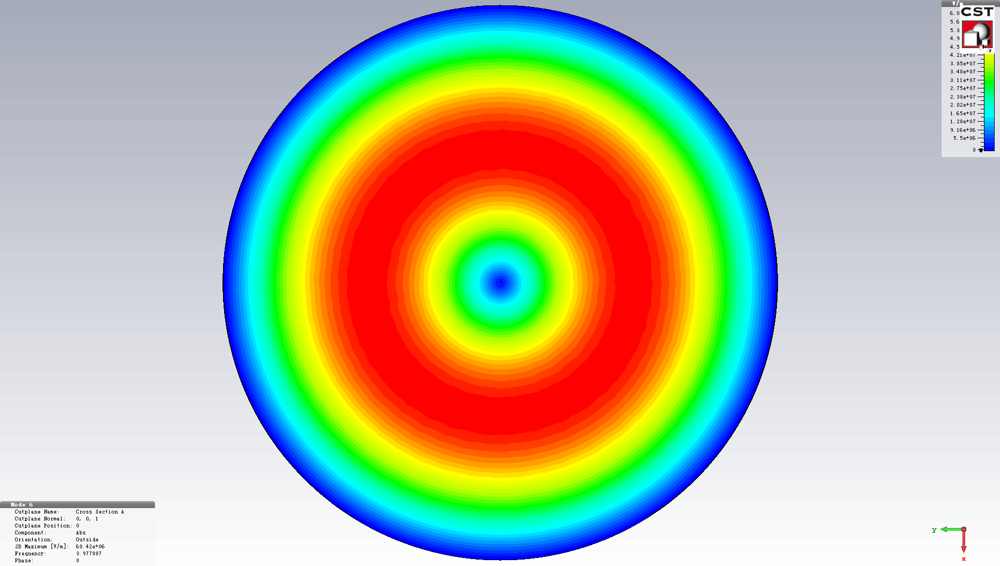 V/
CST
6.0
5.6
5.3
4.9
4.5
4.21e+07
3.85e+07
3.48e+07
3.11e+07
2.75e+07
2.38e+07
2.02e+07
1.65e+07
1.28e+07
9.16e+06
5.5e+06
0
Mode 6
Cutplane Name: Cross Section A
Cutplane Normal: 0, 0, 1
Cutplane Position: 0
Component: Abs
Orientation: Outside
2D Maximum [V/m]: 60.42e+06
Frequency: 3.977887
Phase: 0
y
x